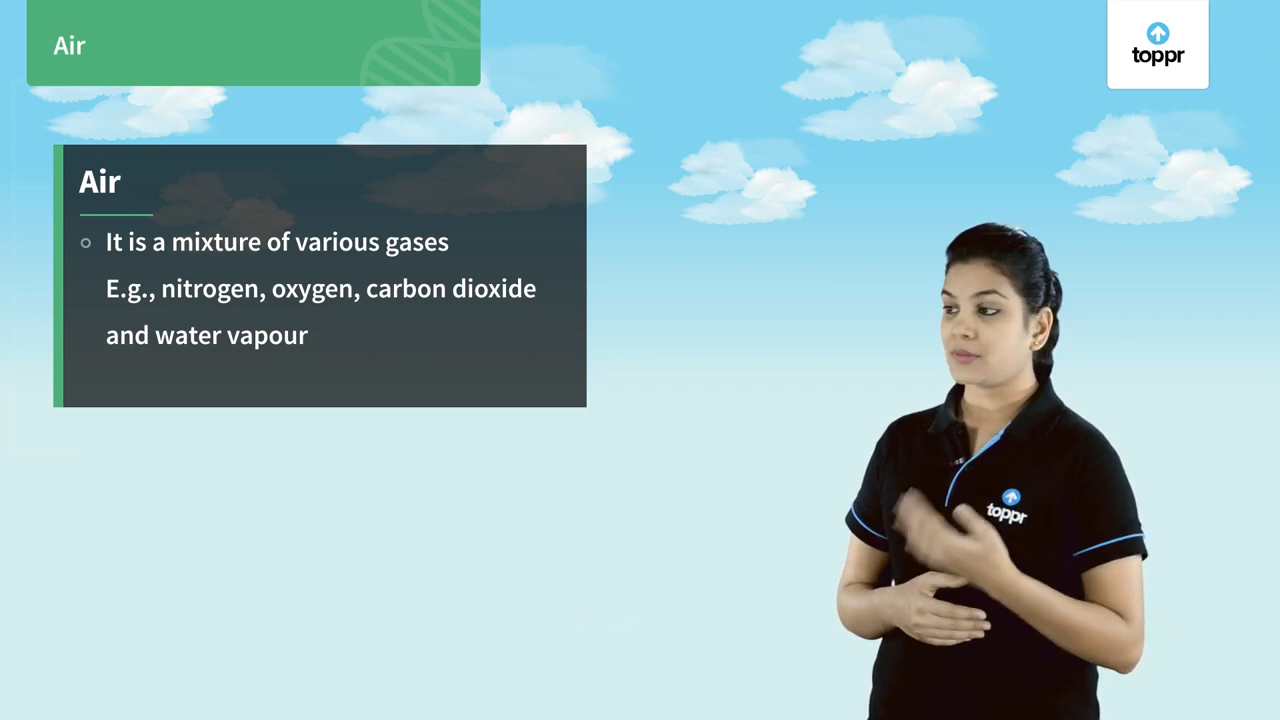 Air
toppr
Air
It is a mixture of various gases
E.g., nitrogen, oxygen, carbon dioxide
and water vapour
toppr